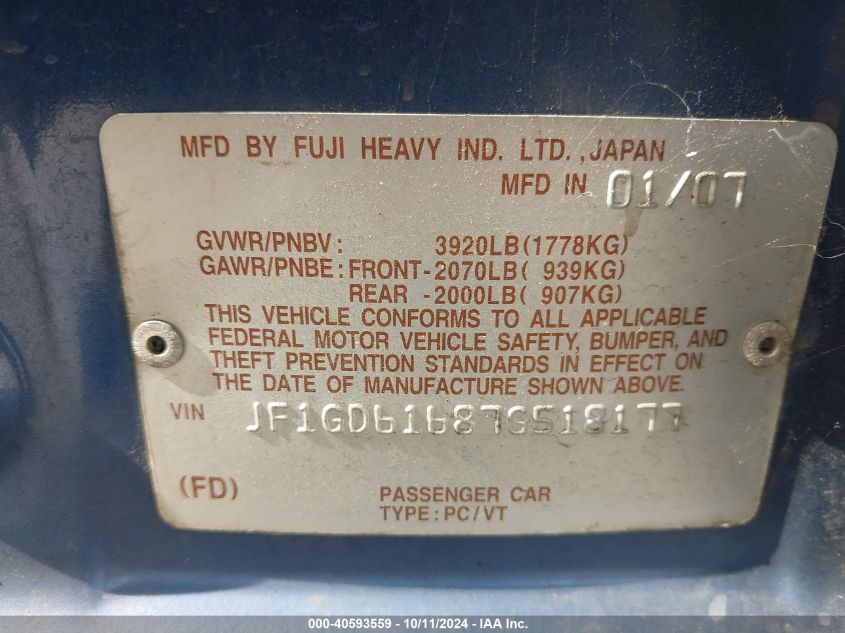 MFD BY FUJI HEAVY IND. LTD., JAPAN
MFD IN 01/07
GVWR/PNBV: 3920LB(1778KG)
GAWR/PNBE: FRONT-2070LB( 939KG)
REAR -2000LB( 907KG)
THIS VEHICLE CONFORMS TO ALL APPLICABLE
FEDERAL MOTOR VEHICLE SAFETY, BUMPER, AND
THEFT PREVENTION STANDARDS IN EFFECT ON
THE DATE OF MANUFACTURE SHOWN ABOVE.
VIN JF1GD61687G518177
(FD) PASSENGER CAR
TYPE:PC/VT
000-40593559 - 10/11/2024 - IAA Inc.